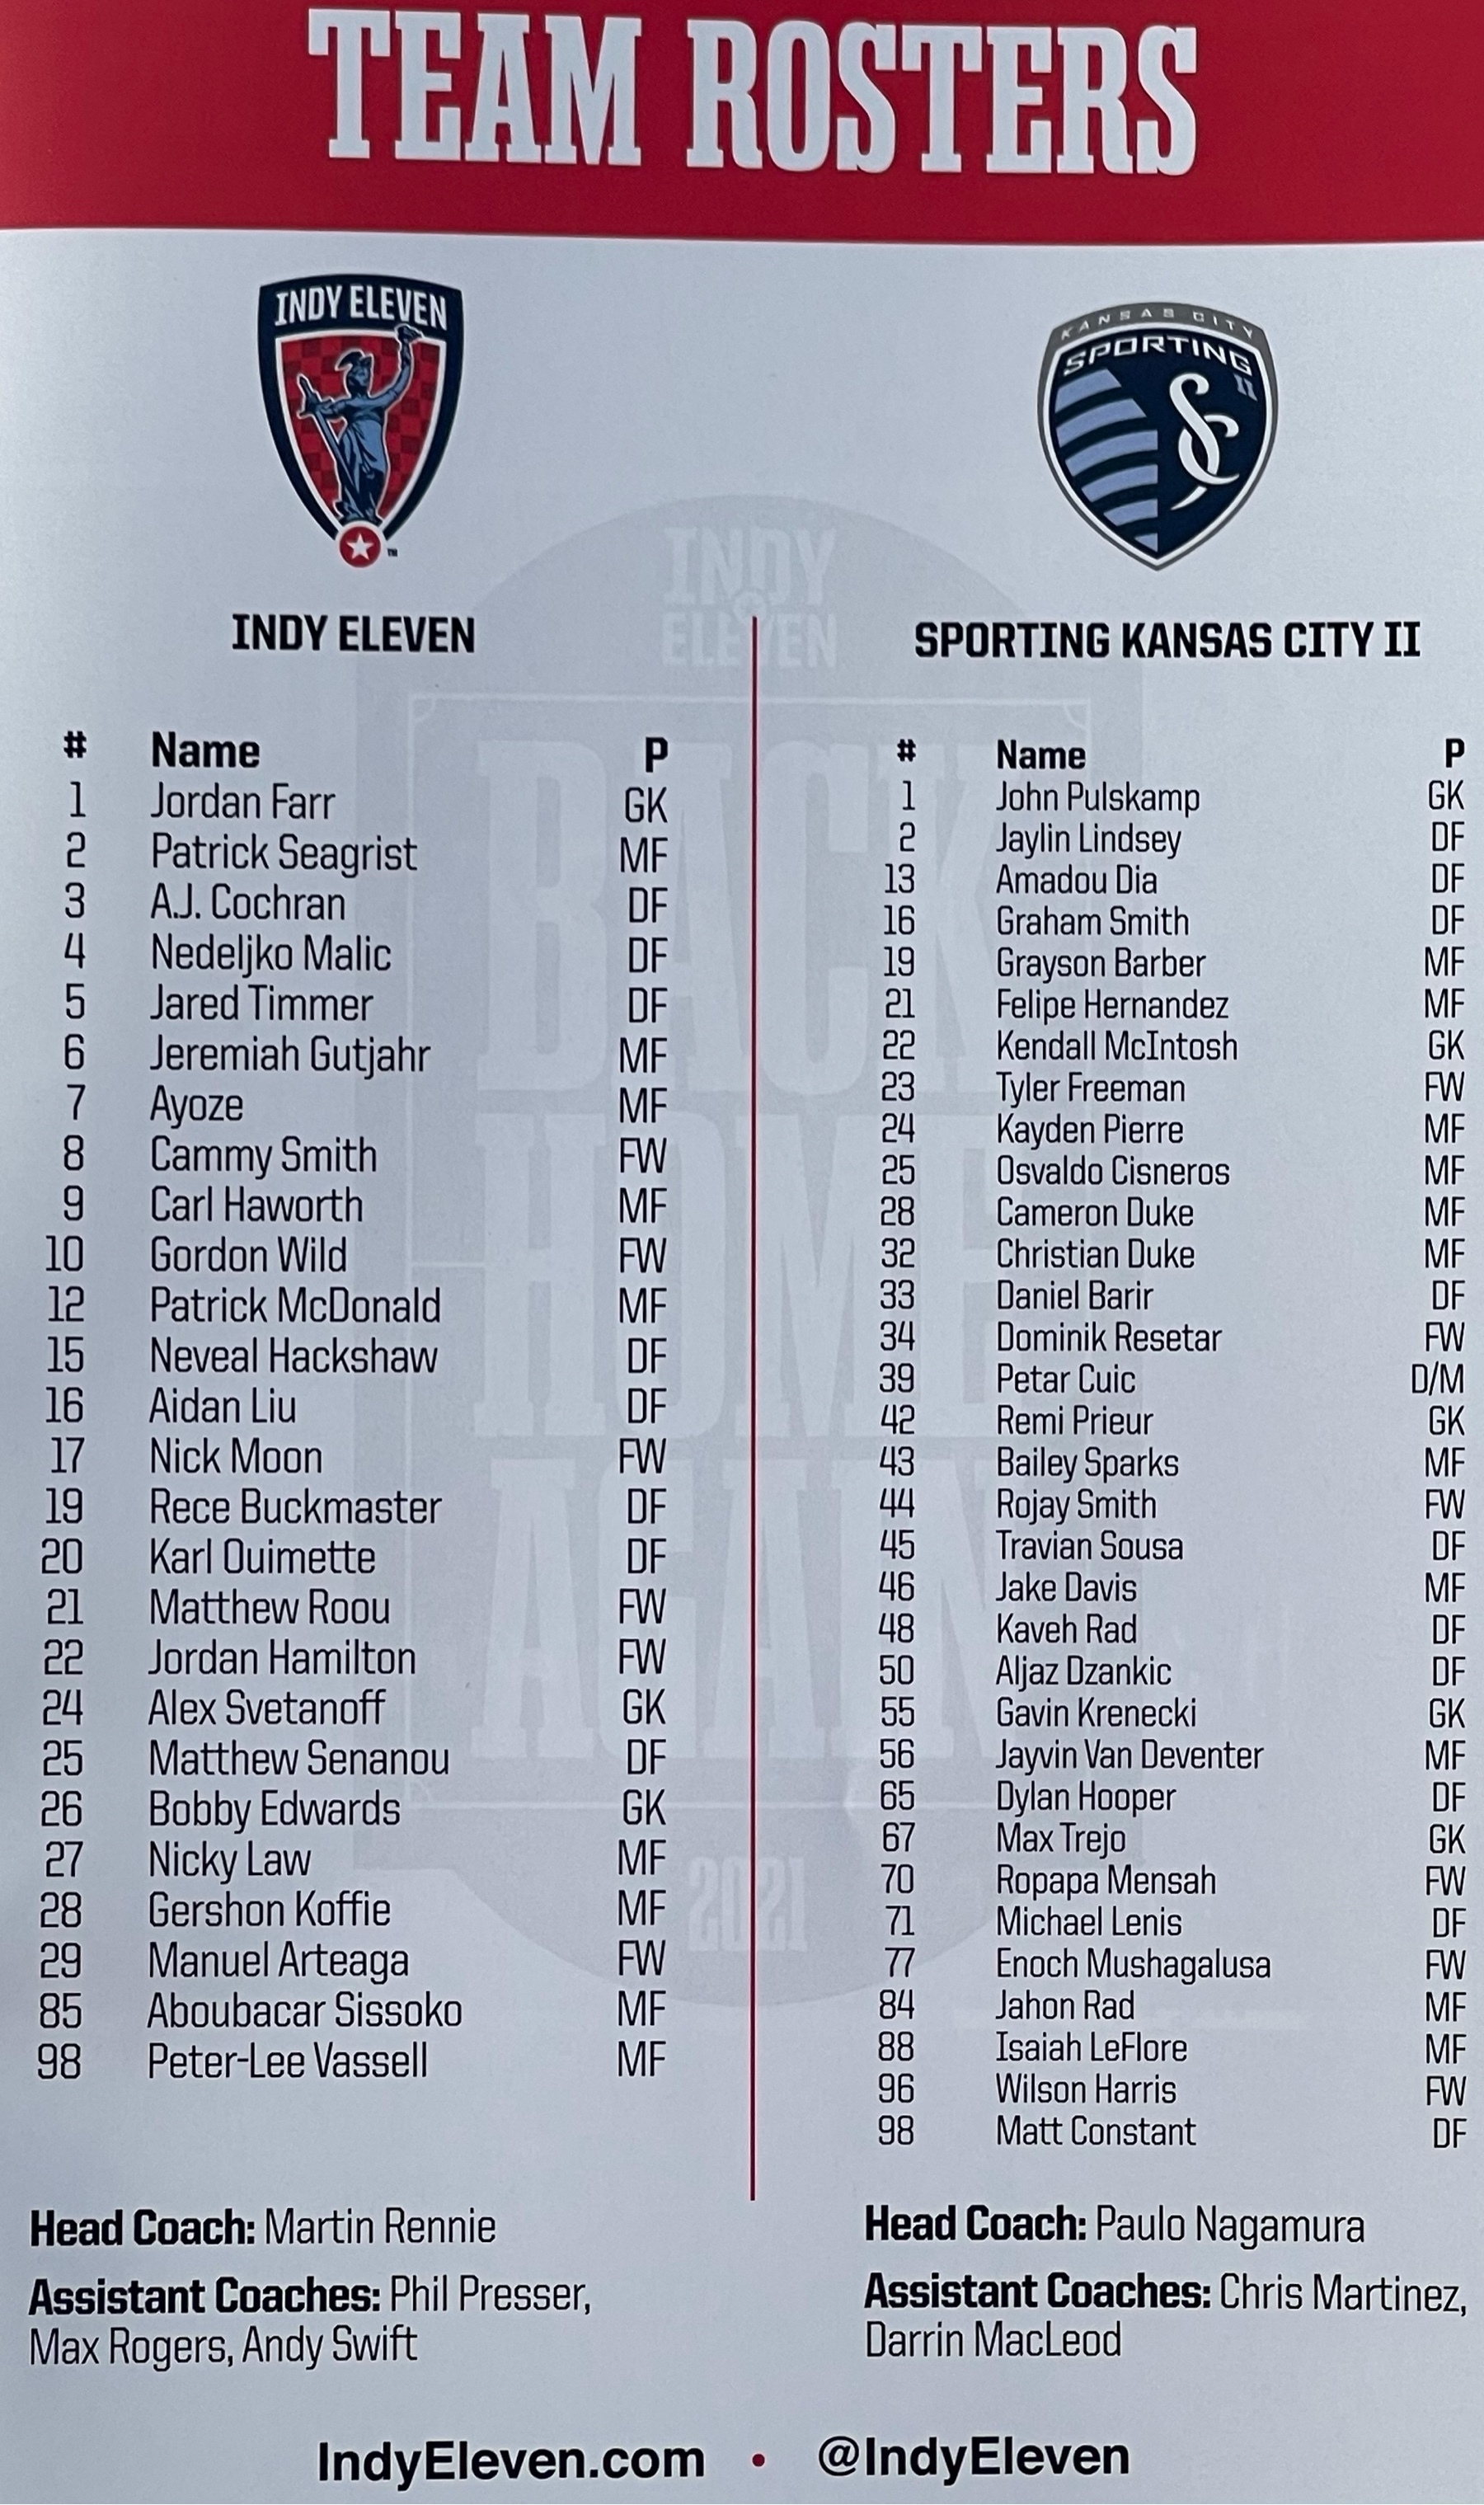 TEAM ROSTERS
INDY ELEVEN
™
INDY ELEVEN
# Name P
1 Jordan Farr GK
2 Patrick Seagrist MF
3 A.J. Cochran DF
4 Nedeljko Malic DF
5 Jared Timmer DF
6 Jeremiah Gutjahr MF
7 Ayoze MF
8 Cammy Smith FW
9 Carl Haworth MF
10 Gordon Wild FW
12 Patrick McDonald MF
15 Neveal Hackshaw DF
16 Aidan Liu DF
17 Nick Moon FW
19 Rece Buckmaster DF
20 Karl Ouimette DF
21 Matthew Roou FW
22 Jordan Hamilton FW
24 Alex Svetanoff GK
25 Matthew Senanou DF
26 Bobby Edwards GK
27 Nicky Law MF
28 Gershon Koffie MF
29 Manuel Arteaga FW
85 Aboubacar Sissoko MF
98 Peter-Lee Vassell MF
Head Coach: Martin Rennie
Assistant Coaches: Phil Presser,
Max Rogers, Andy Swift
KANSAS CITY
SPORTING
II
SC
SPORTING KANSAS CITY II
# Name P
1 John Pulskamp GK
2 Jaylin Lindsey DF
13 Amadou Dia DF
16 Graham Smith DF
19 Grayson Barber MF
21 Felipe Hernandez MF
22 Kendall McIntosh GK
23 Tyler Freeman FW
24 Kayden Pierre MF
25 Osvaldo Cisneros MF
28 Cameron Duke MF
32 Christian Duke MF
33 Daniel Barir DF
34 Dominik Resetar FW
39 Petar Cuic D/M
42 Remi Prieur GK
43 Bailey Sparks MF
44 Rojay Smith FW
45 Travian Sousa DF
46 Jake Davis MF
48 Kaveh Rad DF
50 Aljaz Dzankic DF
55 Gavin Krenecki GK
56 Jayvin Van Deventer MF
65 Dylan Hooper DF
67 Max Trejo GK
70 Ropapa Mensah FW
71 Michael Lenis DF
77 Enoch Mushagalusa FW
84 Jahon Rad MF
88 Isaiah LeFlore MF
96 Wilson Harris FW
98 Matt Constant DF
Head Coach: Paulo Nagamura
Assistant Coaches: Chris Martinez,
Darrin MacLeod
INDY
ELEVEN
BACK
HOME
AGAIN
2021
IndyEleven.com • @IndyEleven